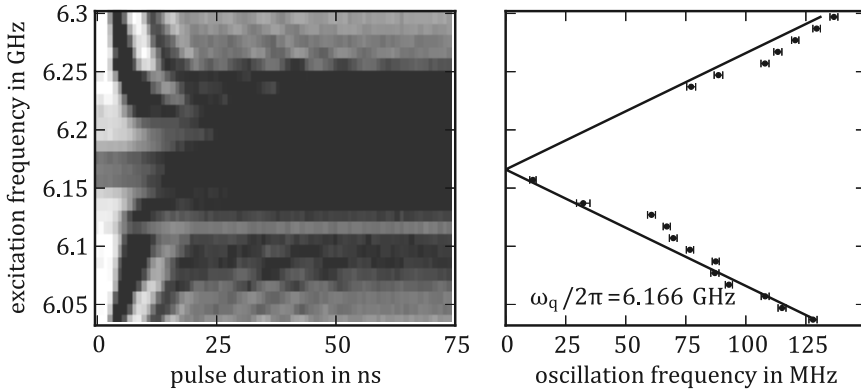 excitation frequency in GHz
6.3
6.25
6.2
6.15
6.1
6.05
0 25 50 75
pulse duration in ns
ω_q/2π=6.166 GHz
0 25 50 75 100 125
oscillation frequency in MHz